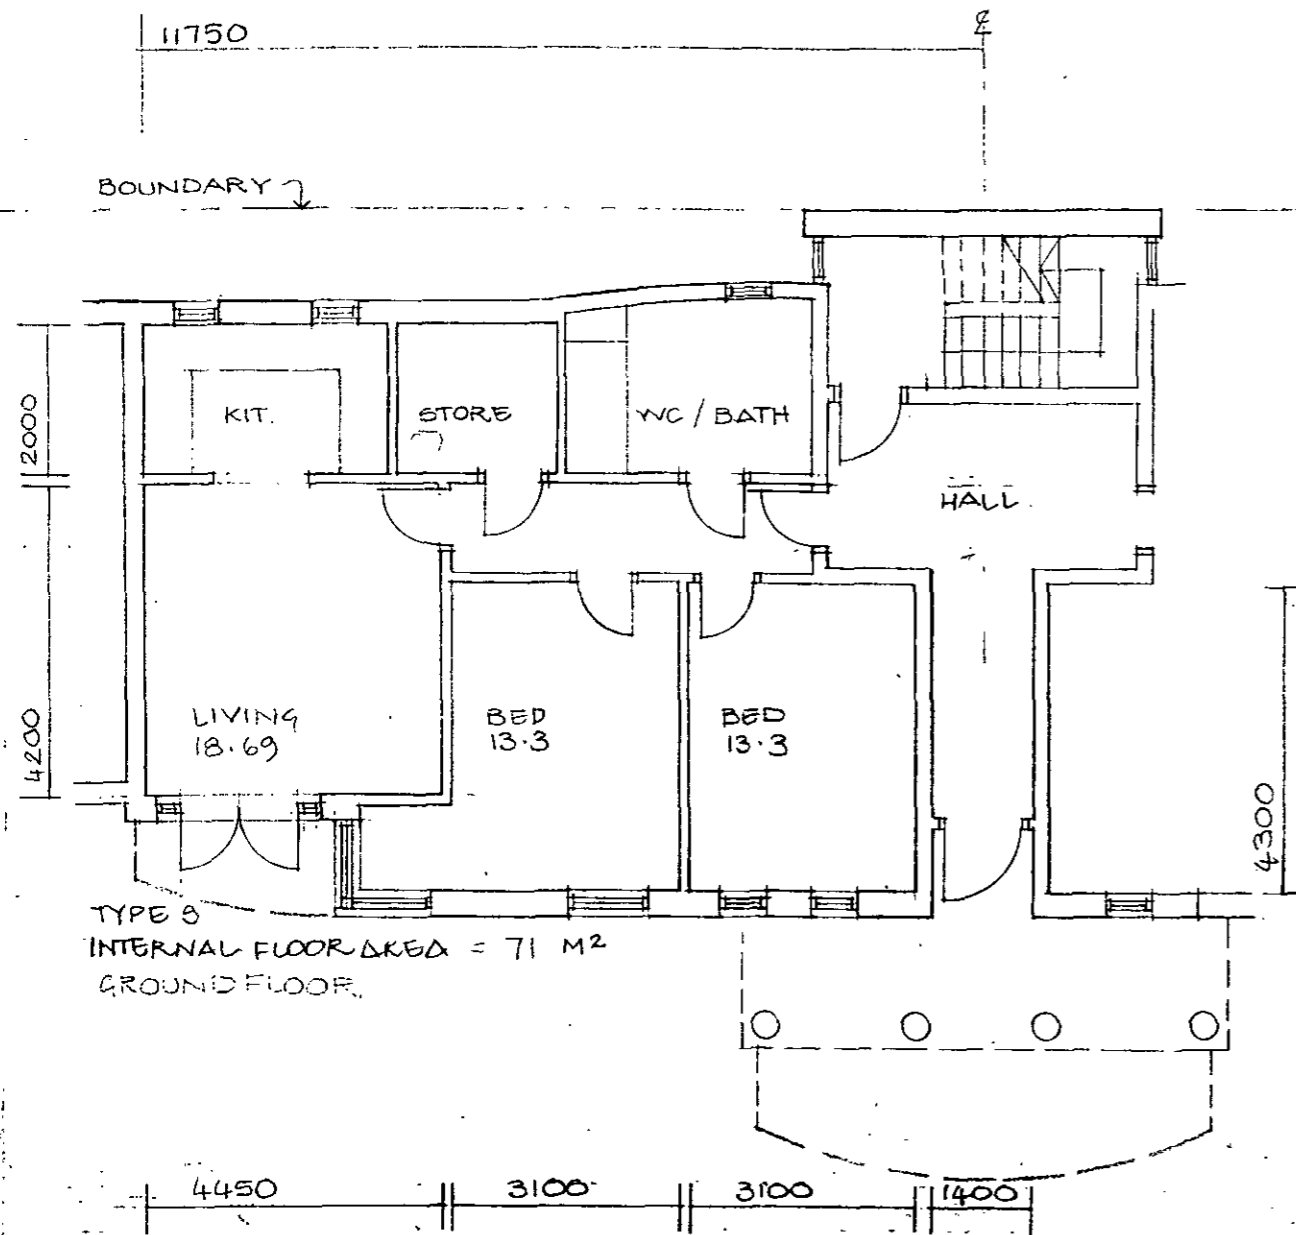 11750
℄
BOUNDARY
2000
KIT.
STORE
WC / BATH
HALL
4200
LIVING
18.69
BED
13.3
BED
13.3
4300
TYPE
INTERNAL FLOOR AREA = 71 M²
GROUND FLOOR.
4450
3100
3100
1400